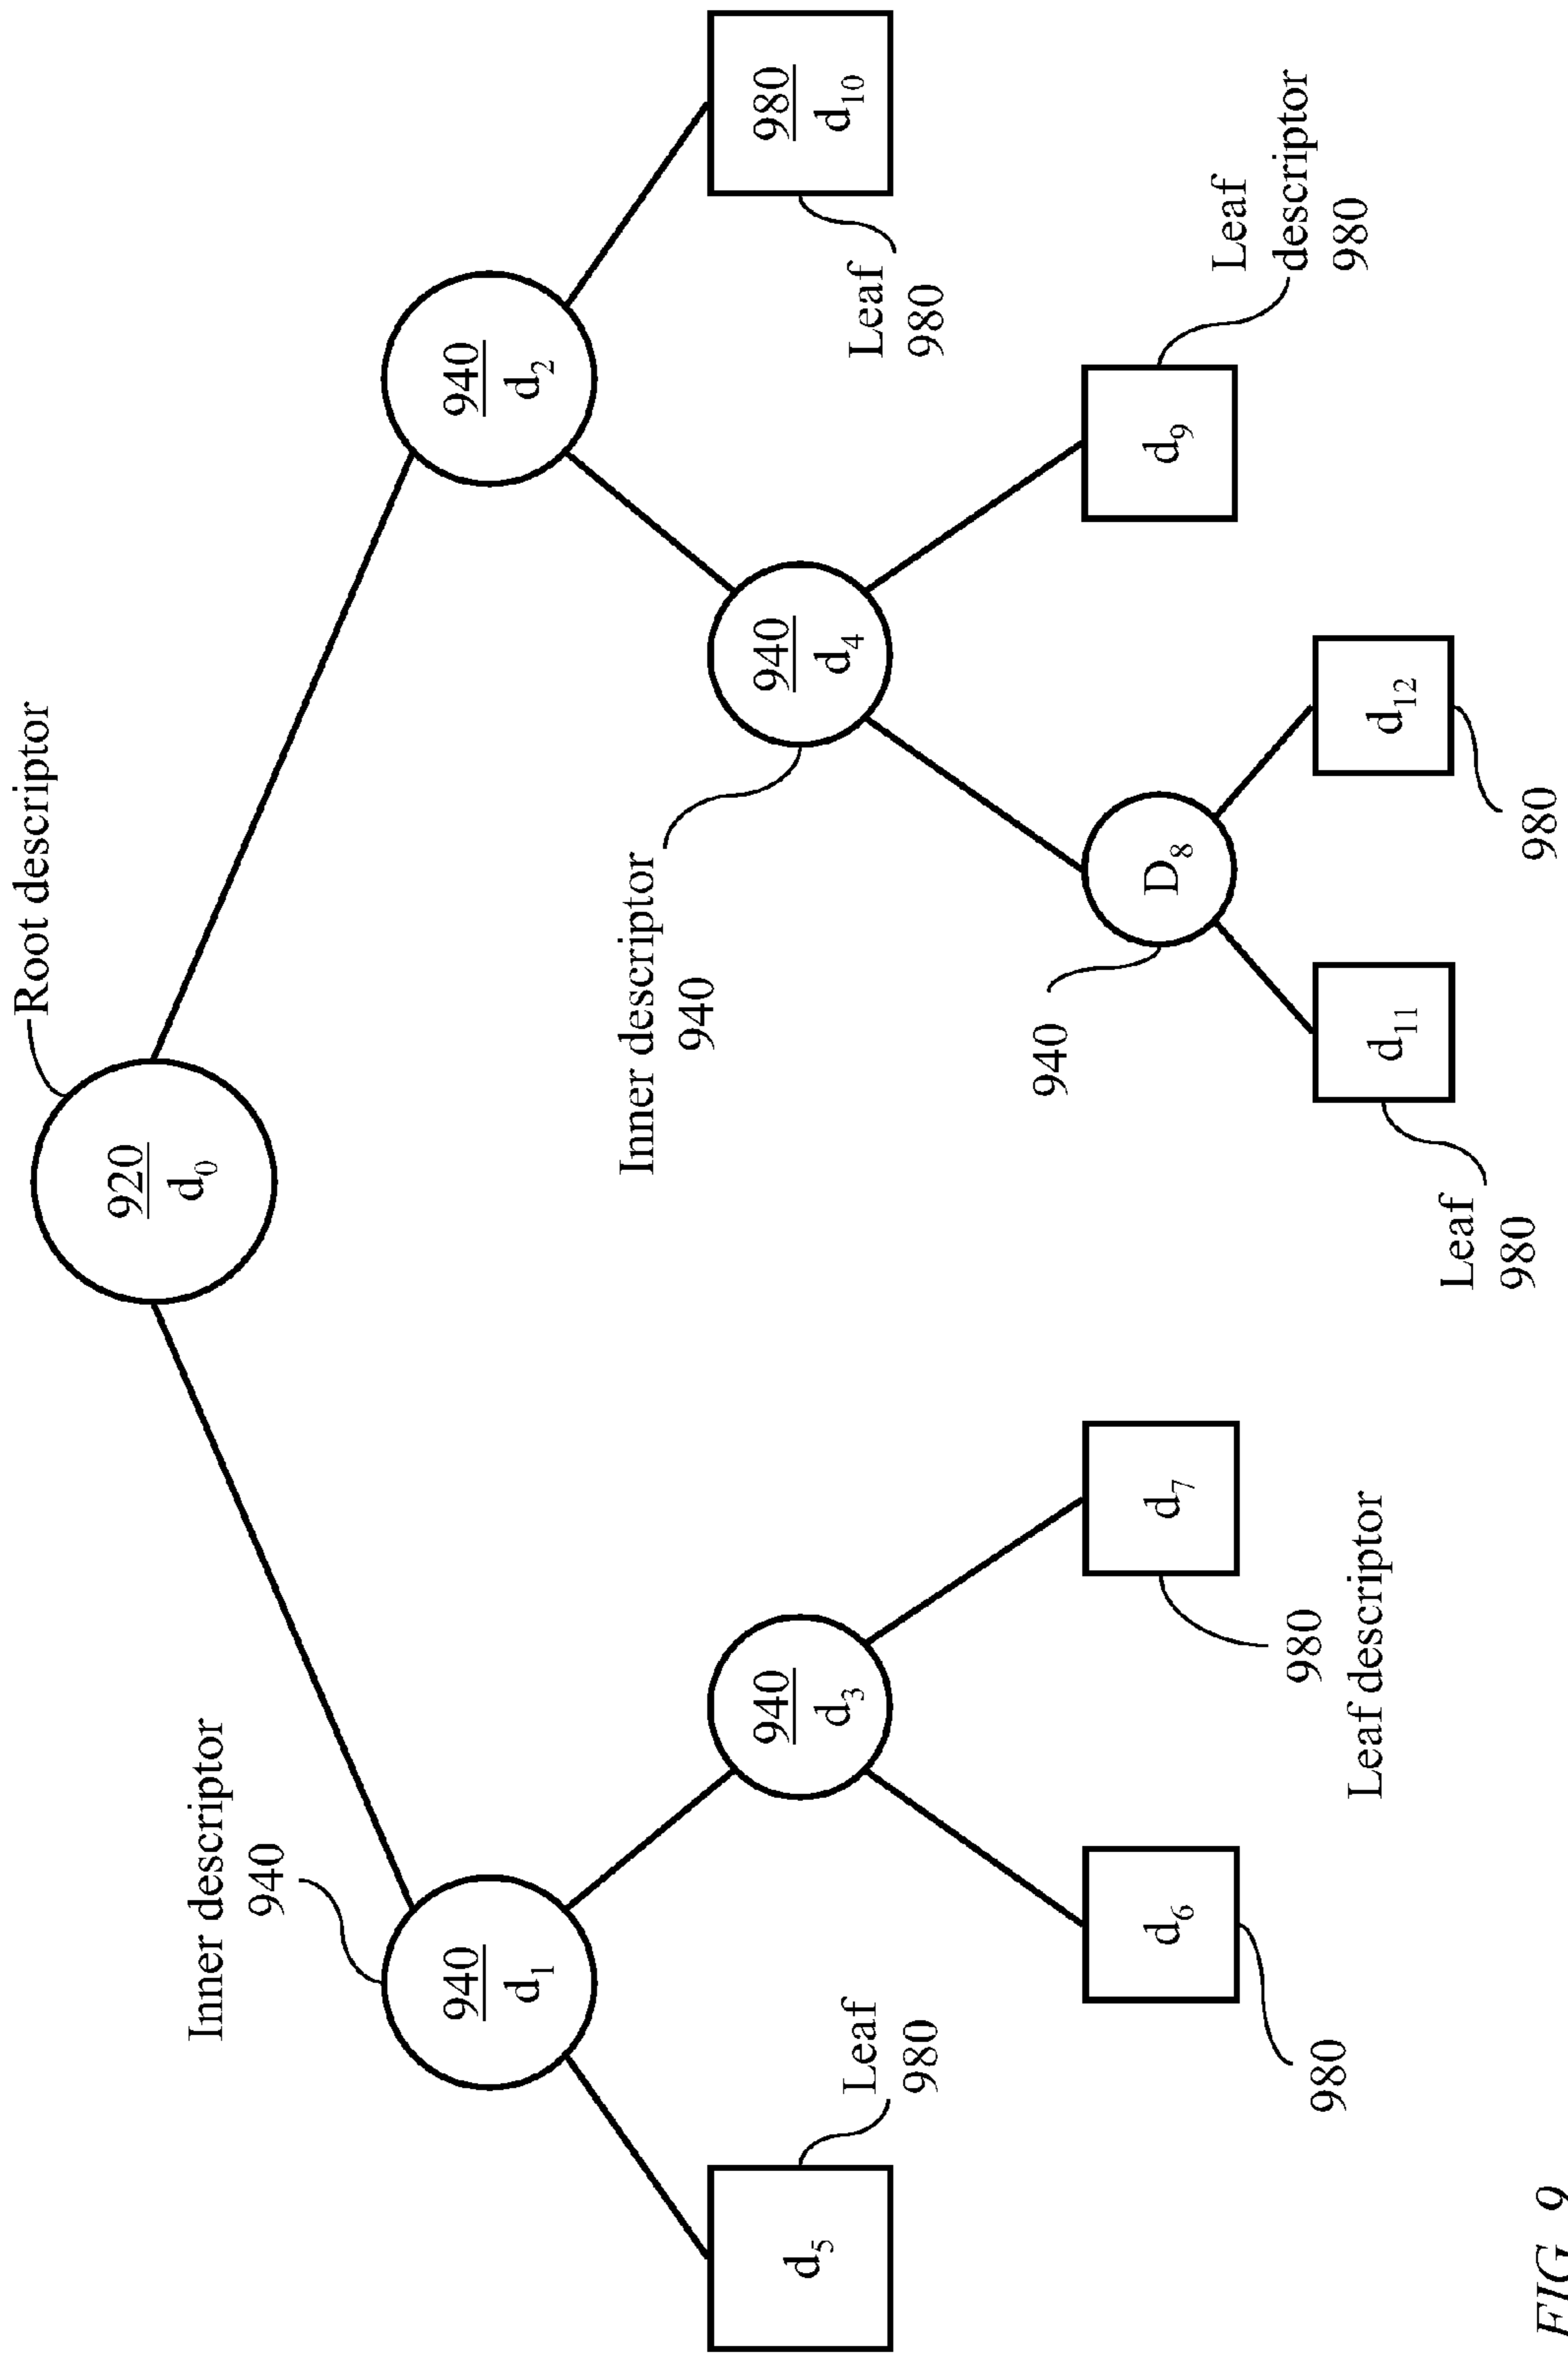 Root descriptor
920
d0
Inner descriptor
940
940
d1
940
d2
Leaf
980
d5
940
d3
Inner descriptor
940
940
d4
Leaf
980
980
d10
d6
980
d7
980
Leaf descriptor
940
D8
d9
Leaf
descriptor
980
d11
Leaf
980
d12
980
FIG. 9